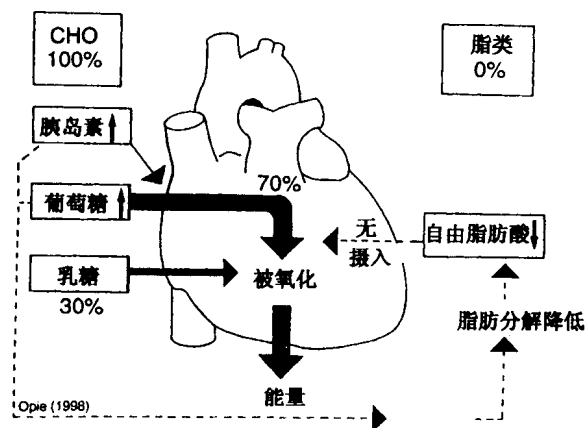 CHO
100%
脂类
0%
胰岛素
70%
葡萄糖
无
摄入
自由脂肪酸
乳糖
30%
被氧化
脂肪分解降低
能量
Opie (1998)